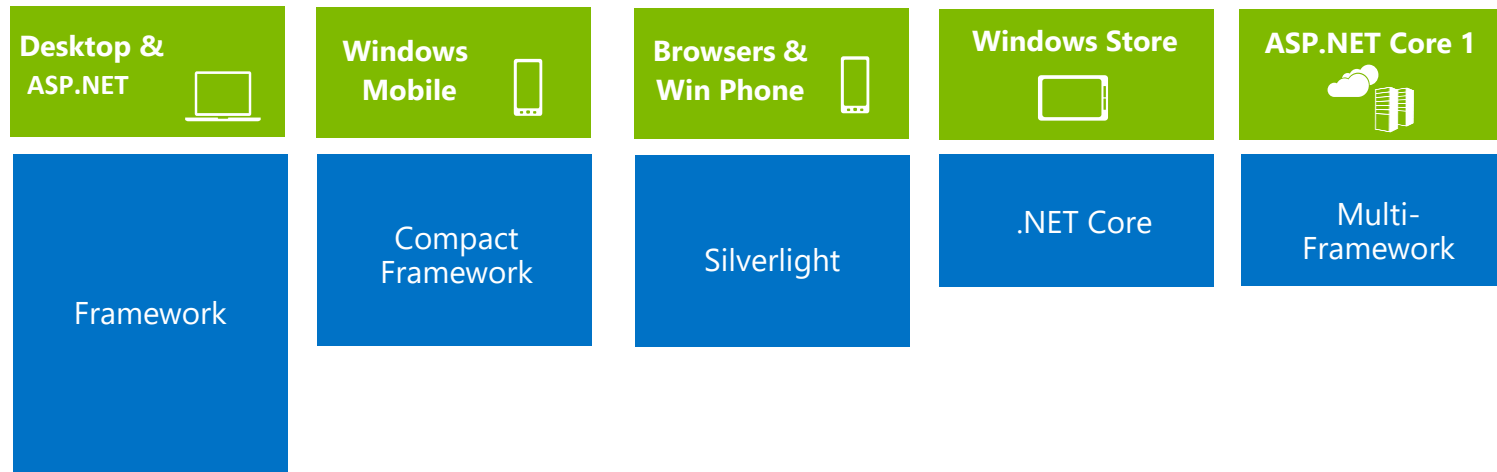 Desktop &
ASP.NET
Windows
Mobile
Browsers &
Win Phone
Windows Store
ASP.NET Core 1
Framework
Compact
Framework
Silverlight
.NET Core
Multi-
Framework